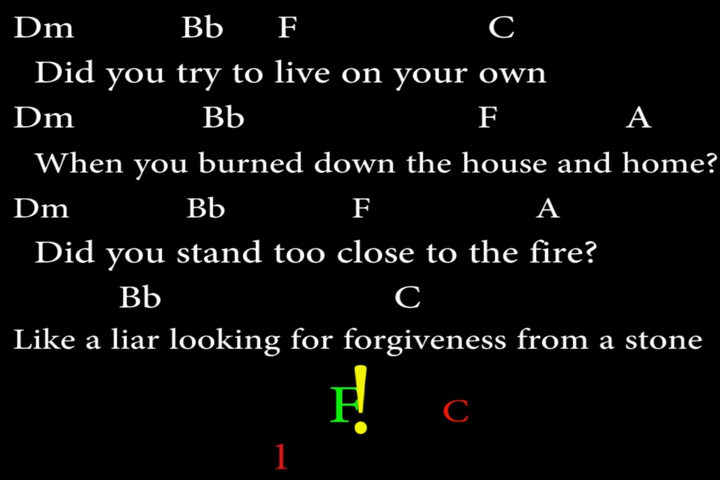 Dm Bb F C
Did you try to live on your own
Dm Bb F A
When you burned down the house and home?
Dm Bb F A
Did you stand too close to the fire?
Bb C
Like a liar looking for forgiveness from a stone
F! C
1